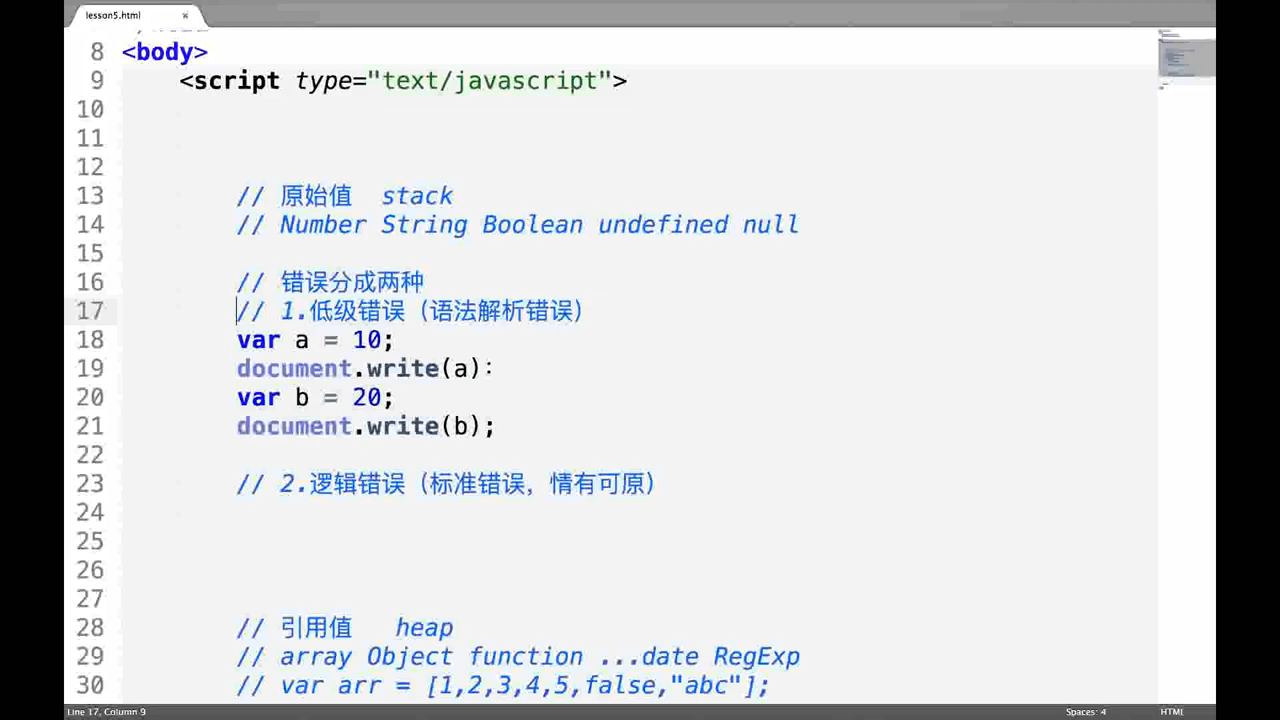 lesson5.html ×
8 <body>
9 <script type="text/javascript">
10
11
12
13 // 原始值 stack
14 // Number String Boolean undefined null
15
16 // 错误分成两种
17 // 1.低级错误（语法解析错误）
18 var a = 10;
19 document.write(a)：
20 var b = 20;
21 document.write(b);
22
23 // 2.逻辑错误（标准错误，情有可原）
24
25
26
27
28 // 引用值 heap
29 // array Object function ...date RegExp
30 // var arr = [1,2,3,4,5,false,"abc"];
Line 17, Column 9
Spaces: 4
HTML